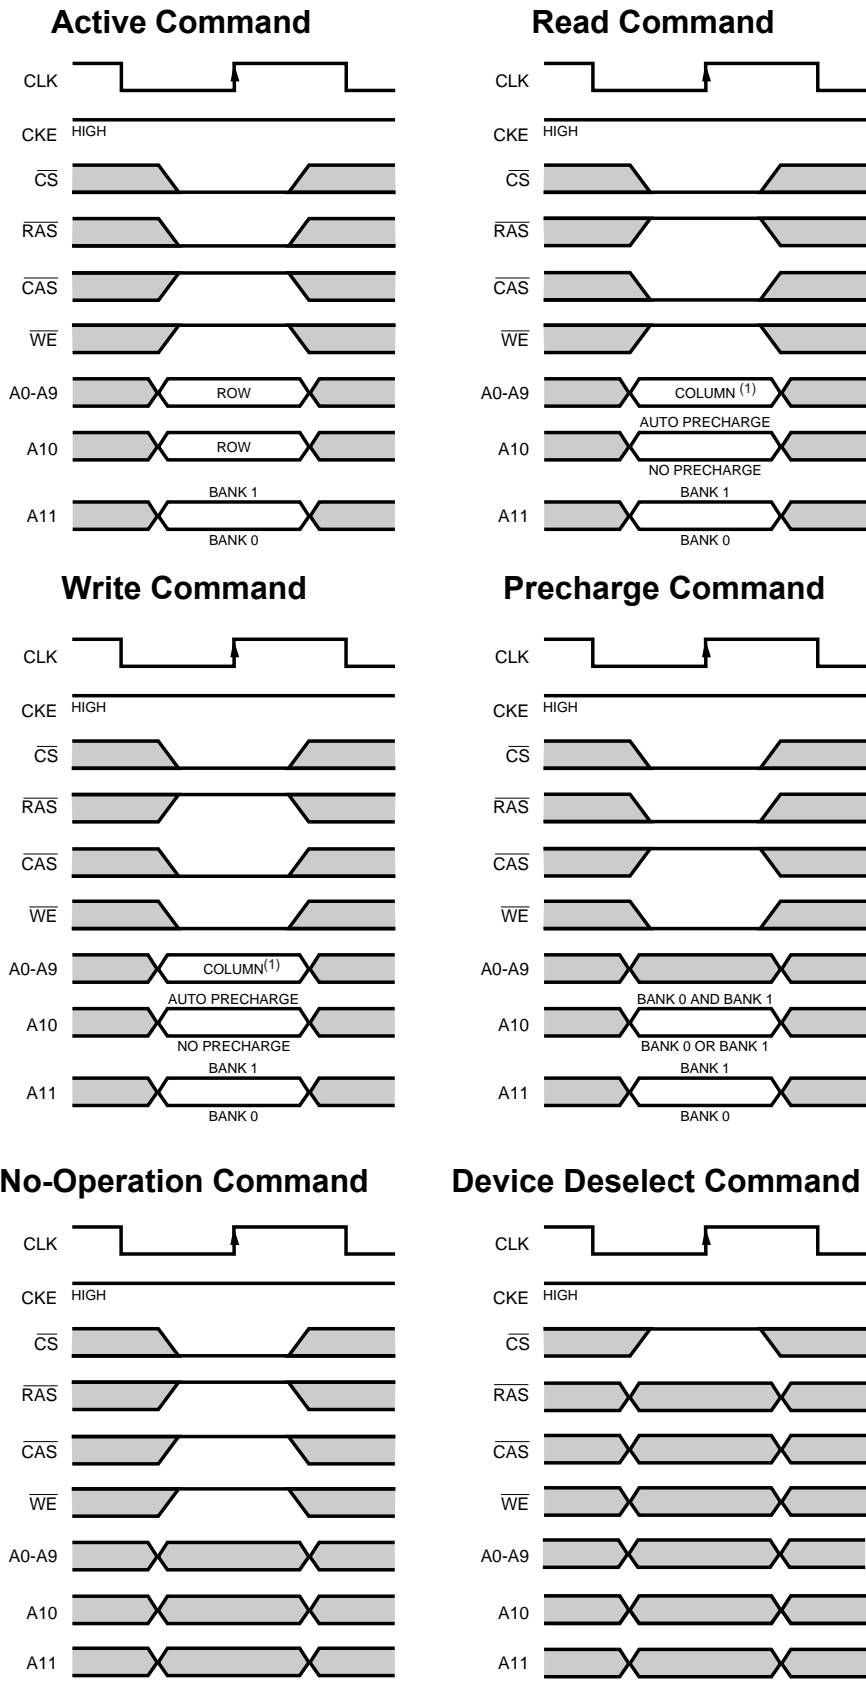 Active Command
CLK
CKE HIGH
CS
RAS
CAS
WE
A0-A9 ROW
A10 ROW
BANK 1
A11
BANK 0
Read Command
CLK
CKE HIGH
CS
RAS
CAS
WE
A0-A9 COLUMN (1)
AUTO PRECHARGE
A10
NO PRECHARGE
BANK 1
A11
BANK 0
Write Command
CLK
CKE HIGH
CS
RAS
CAS
WE
A0-A9 COLUMN(1)
AUTO PRECHARGE
A10
NO PRECHARGE
BANK 1
A11
BANK 0
Precharge Command
CLK
CKE HIGH
CS
RAS
CAS
WE
A0-A9
BANK 0 AND BANK 1
A10
BANK 0 OR BANK 1
BANK 1
A11
BANK 0
No-Operation Command
CLK
CKE HIGH
CS
RAS
CAS
WE
A0-A9
A10
A11
Device Deselect Command
CLK
CKE HIGH
CS
RAS
CAS
WE
A0-A9
A10
A11